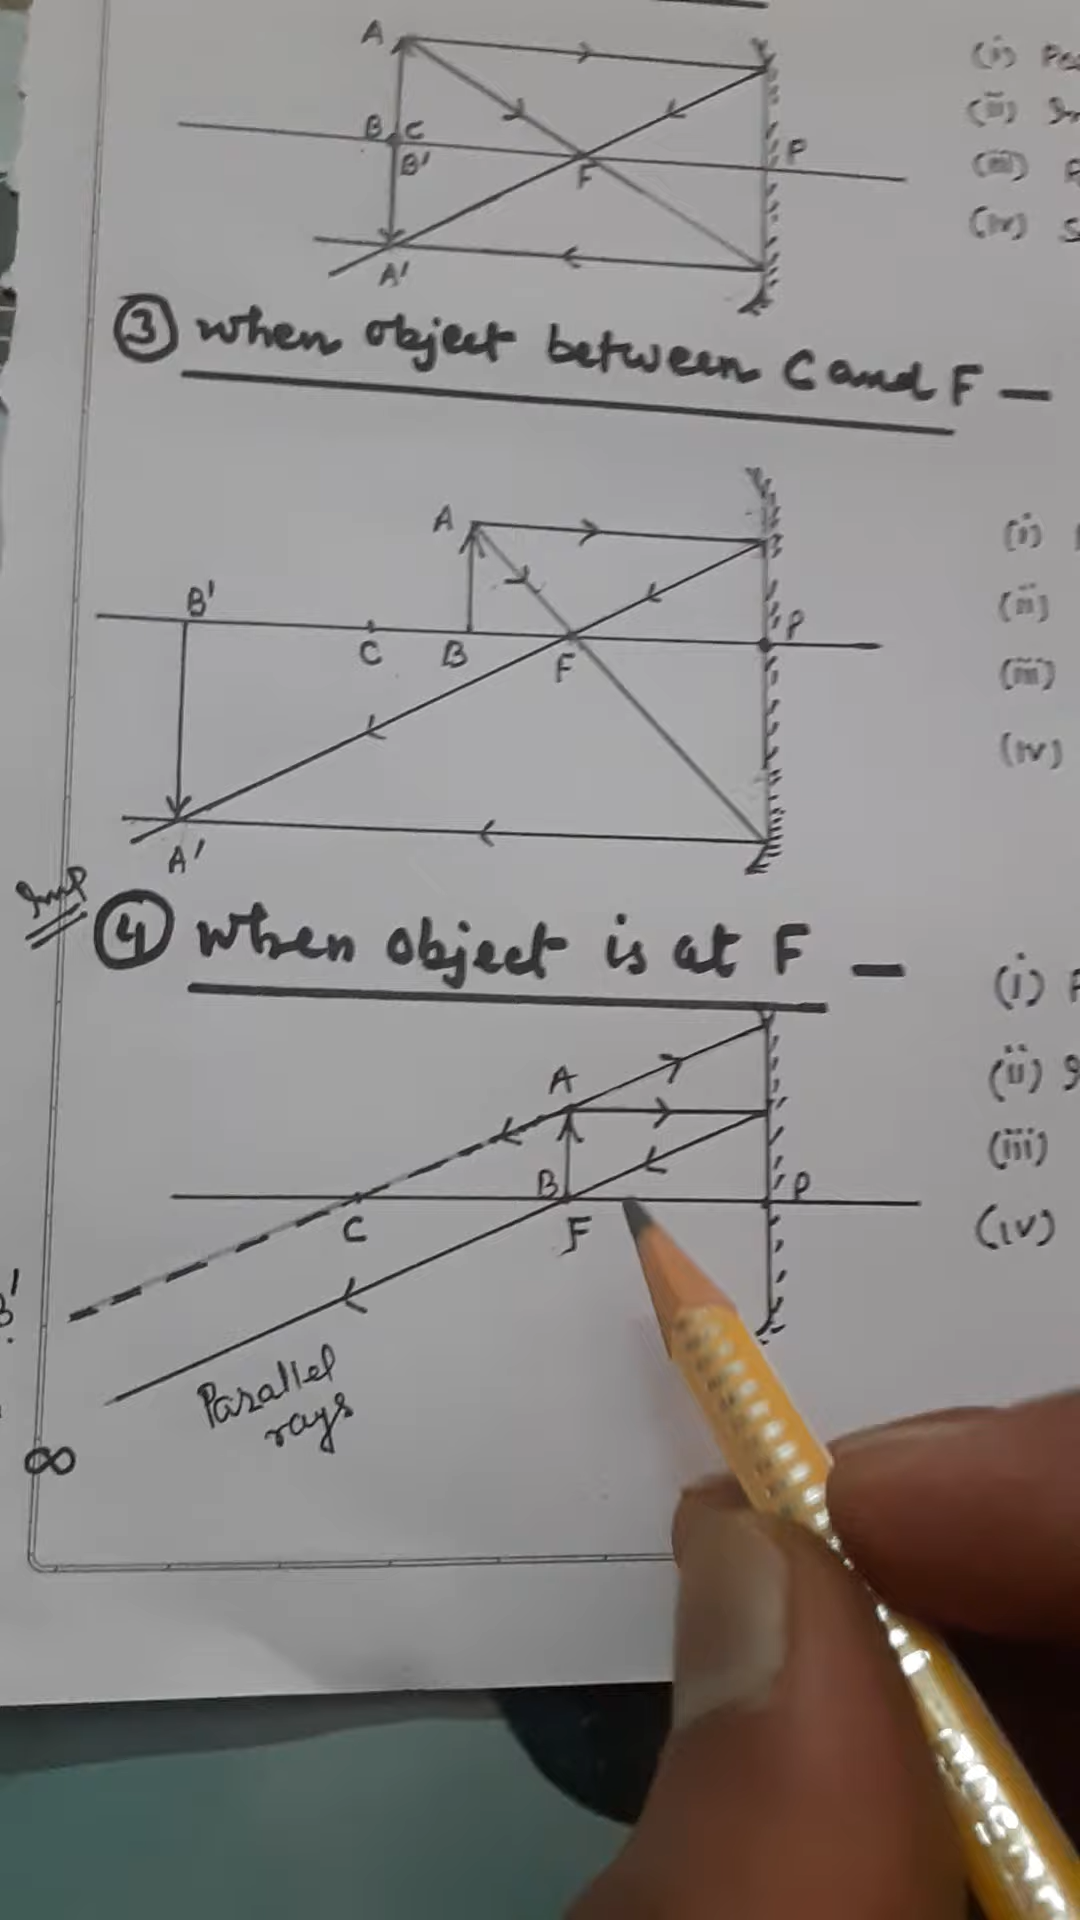 A
B C
B'
F
P
A'
(i)
(ii)
(iii)
(iv)
③ When object between C and F —
A
B'
C B F P
A'
(i)
(ii)
(iii)
(iv)
Imp
④ When object is at F —
A
B
C F P
Parallel
rays
∞
(i)
(ii)
(iii)
(iv)